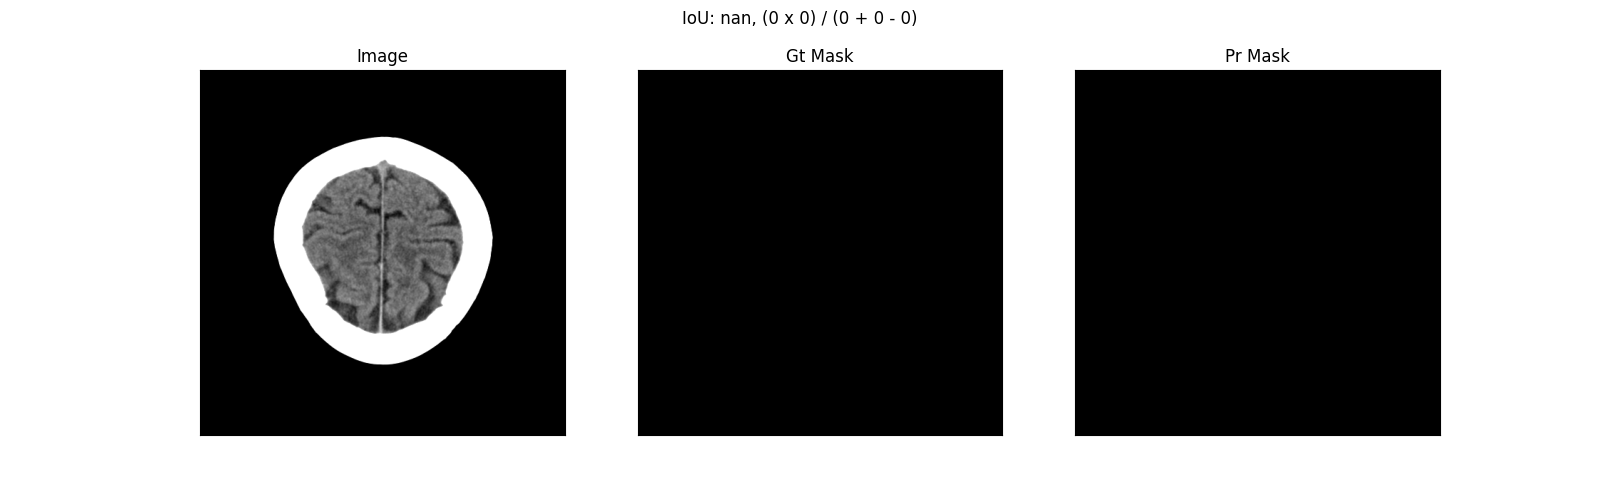 IoU: nan, (0 x 0) / (0 + 0 - 0)
Image
Gt Mask
Pr Mask